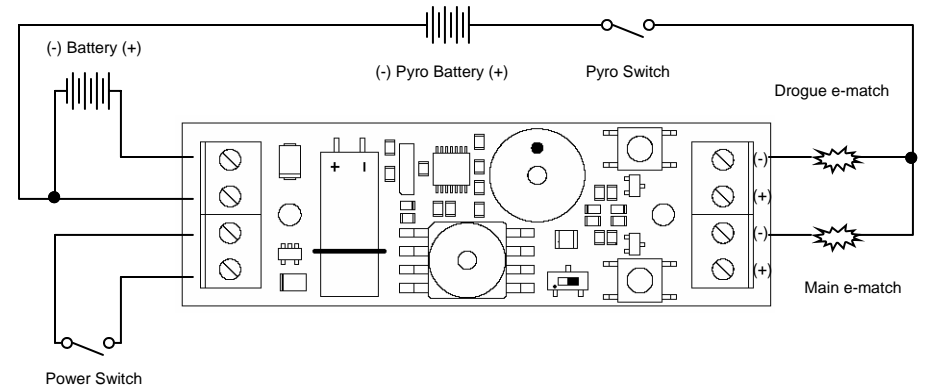 (-) Battery (+)
(-) Pyro Battery (+)
Pyro Switch
Drogue e-match
+ –
(-)
(+)
(-)
(+)
Main e-match
Power Switch